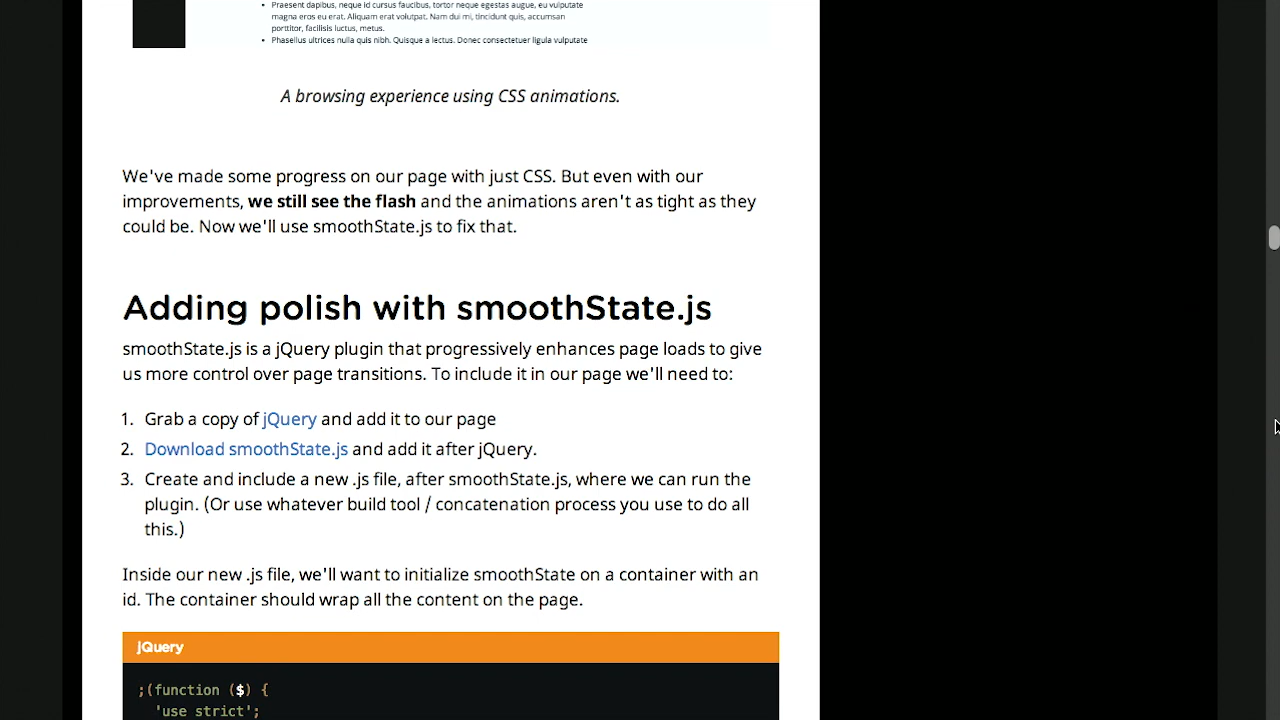 • Praesent dapibus, neque id cursus faucibus, tortor neque egestas augue, eu vulputate
magna eros eu erat. Aliquam erat volutpat. Nam dui mi, tincidunt quis, accumsan
porttitor, facilisis luctus, metus.
• Phasellus ultrices nulla quis nibh. Quisque a lectus. Donec consectetuer ligula vulputate
A browsing experience using CSS animations.
We've made some progress on our page with just CSS. But even with our
improvements, we still see the flash and the animations aren't as tight as they
could be. Now we'll use smoothState.js to fix that.
Adding polish with smoothState.js
smoothState.js is a jQuery plugin that progressively enhances page loads to give
us more control over page transitions. To include it in our page we'll need to:
1. Grab a copy of jQuery and add it to our page
2. Download smoothState.js and add it after jQuery.
3. Create and include a new .js file, after smoothState.js, where we can run the
plugin. (Or use whatever build tool / concatenation process you use to do all
this.)
Inside our new .js file, we'll want to initialize smoothState on a container with an
id. The container should wrap all the content on the page.
jQuery
;(function ($) {
'use strict';